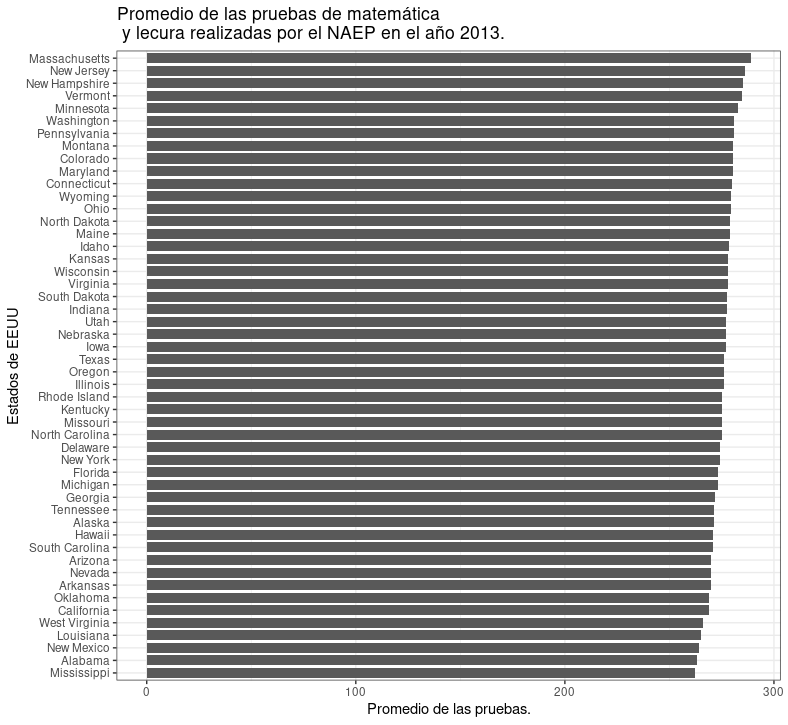 Promedio de las pruebas de matemática
y lecura realizadas por el NAEP en el año 2013.
Estados de EEUU
Massachusetts
New Jersey
New Hampshire
Vermont
Minnesota
Washington
Pennsylvania
Montana
Colorado
Maryland
Connecticut
Wyoming
Ohio
North Dakota
Maine
Idaho
Kansas
Wisconsin
Virginia
South Dakota
Indiana
Utah
Nebraska
Iowa
Texas
Oregon
Illinois
Rhode Island
Kentucky
Missouri
North Carolina
Delaware
New York
Florida
Michigan
Georgia
Tennessee
Alaska
Hawaii
South Carolina
Arizona
Nevada
Arkansas
Oklahoma
California
West Virginia
Louisiana
New Mexico
Alabama
Mississippi
0 100 200 300
Promedio de las pruebas.